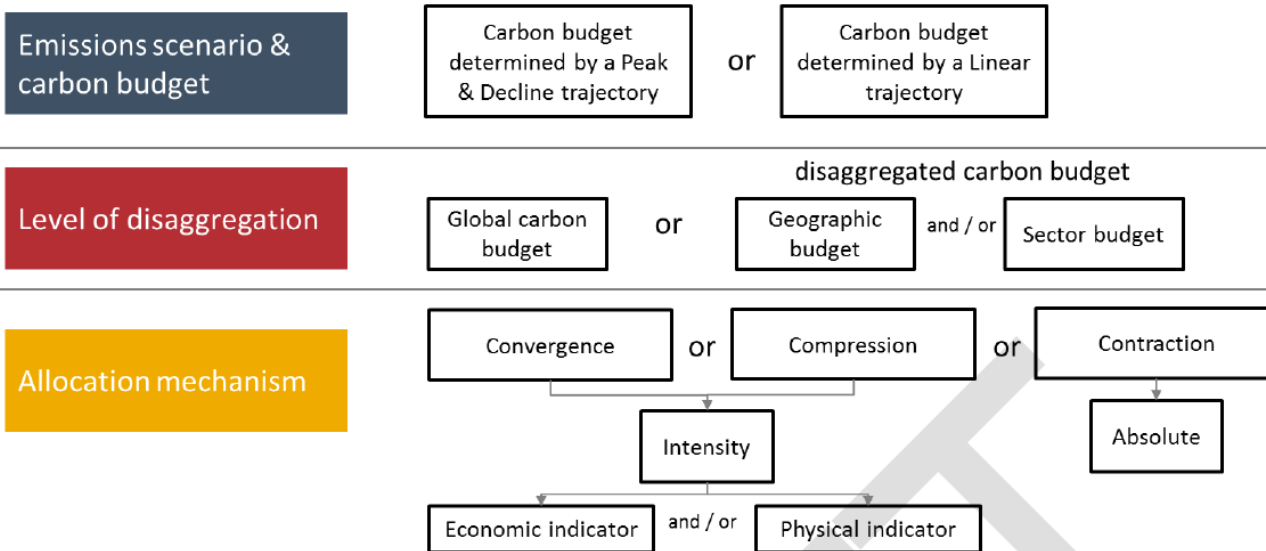 Emissions scenario &
carbon budget
Carbon budget
determined by a Peak
& Decline trajectory
or
Carbon budget
determined by a Linear
trajectory
disaggregated carbon budget
Level of disaggregation
Global carbon
budget
or
Geographic
budget
and / or
Sector budget
Allocation mechanism
Convergence
or
Compression
or
Contraction
Intensity
Absolute
Economic indicator
and / or
Physical indicator